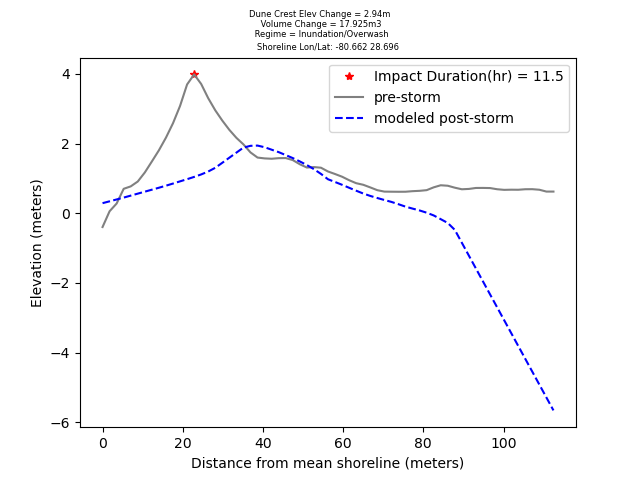 Dune Crest Elev Change = 2.94m
Volume Change = 17.925m3
Regime = Inundation/Overwash
Shoreline Lon/Lat: -80.662 28.696
Impact Duration(hr) = 11.5
pre-storm
modeled post-storm
4
2
0
−2
−4
−6
Elevation (meters)
0 20 40 60 80 100
Distance from mean shoreline (meters)